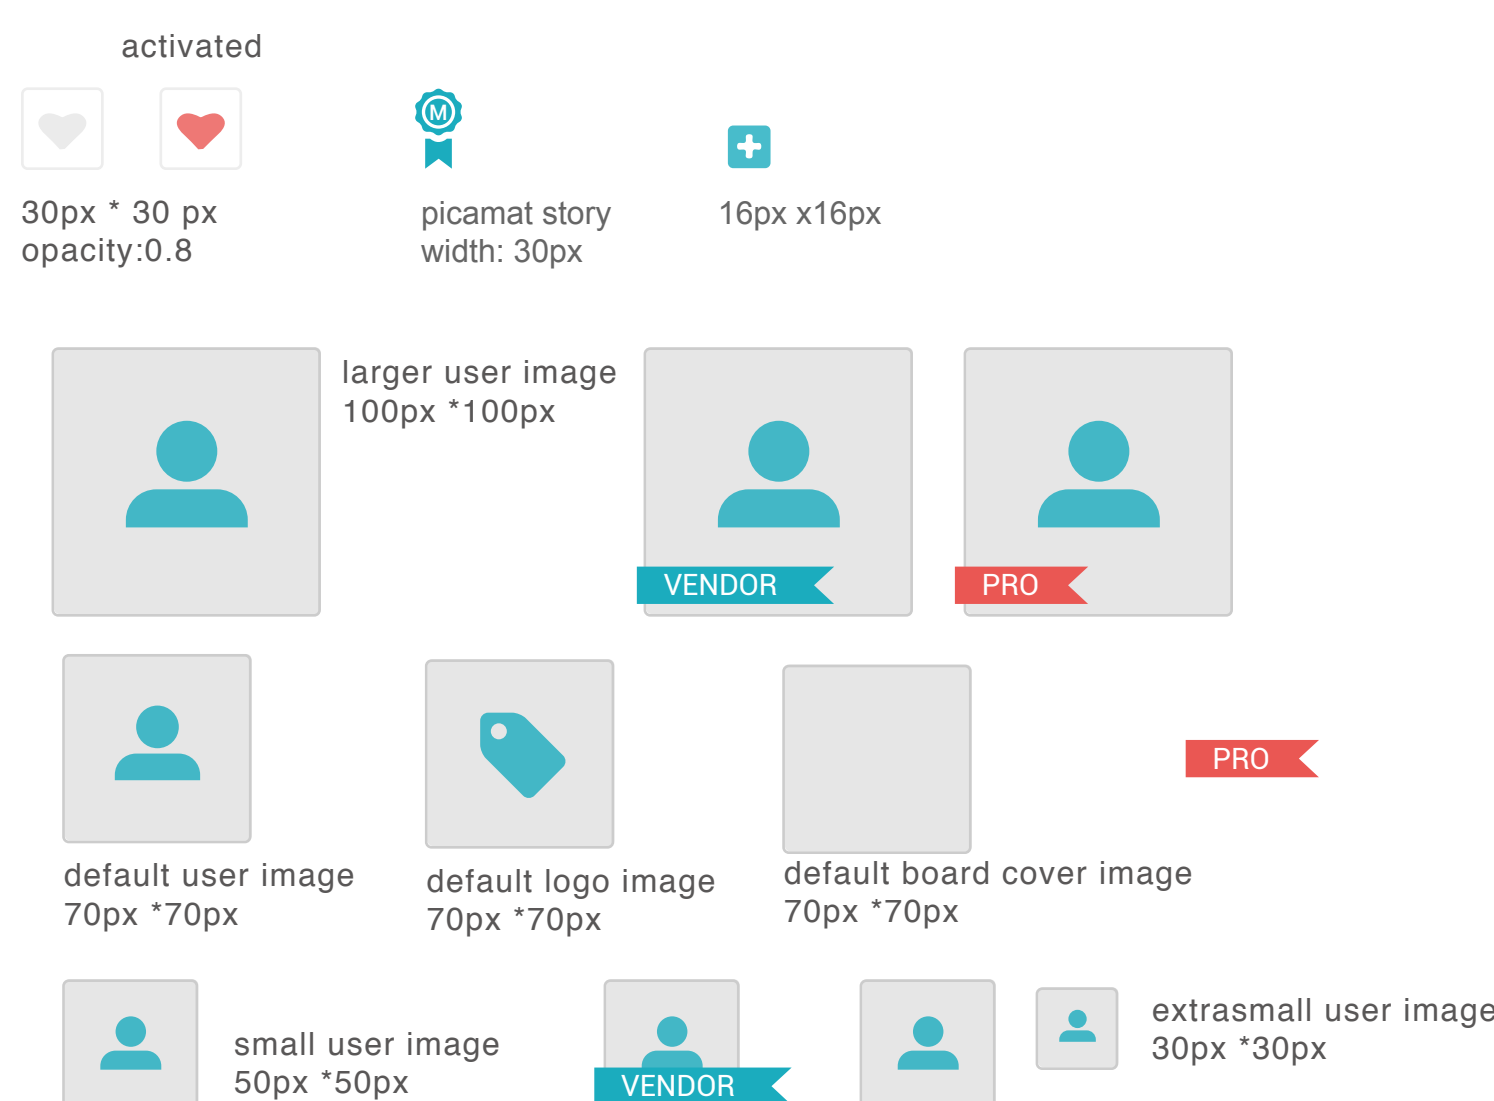 activated
M
30px * 30 px
opacity:0.8
picamat story
width: 30px
16px x16px
larger user image
100px *100px
VENDOR
PRO
PRO
default user image
70px *70px
default logo image
70px *70px
default board cover image
70px *70px
small user image
50px *50px
VENDOR
extrasmall user image
30px *30px